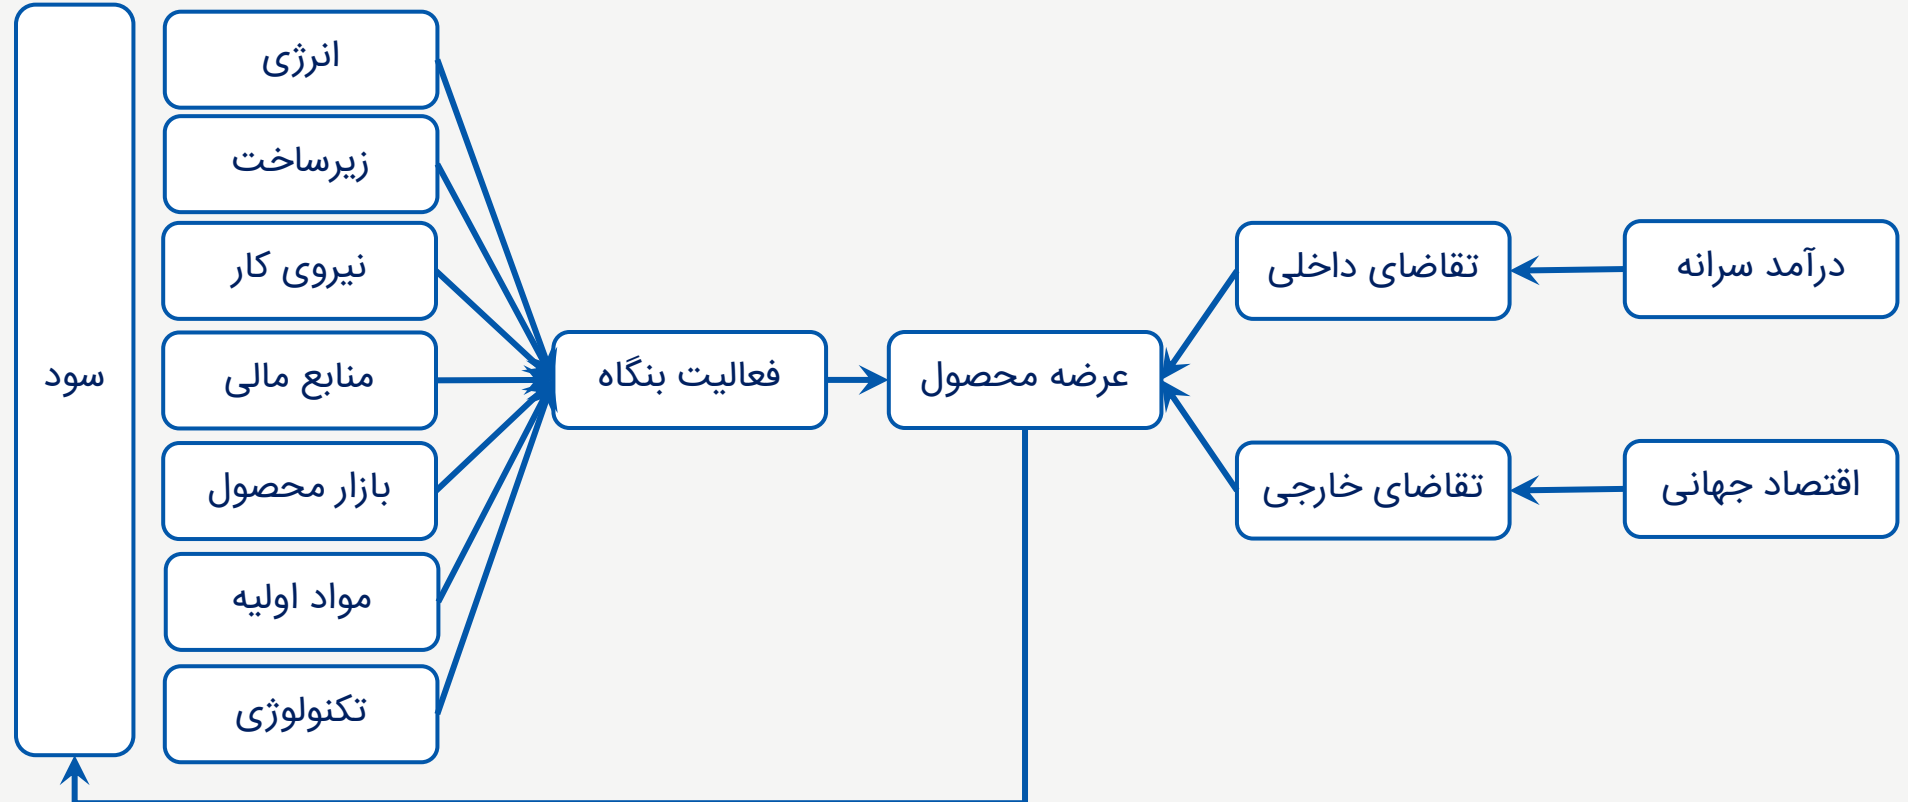 سود
انرژی
زیرساخت
نیروی کار
منابع مالی
بازار محصول
مواد اولیه
تکنولوژی
فعالیت بنگاه
عرضه محصول
تقاضای داخلی
تقاضای خارجی
درآمد سرانه
اقتصاد جهانی